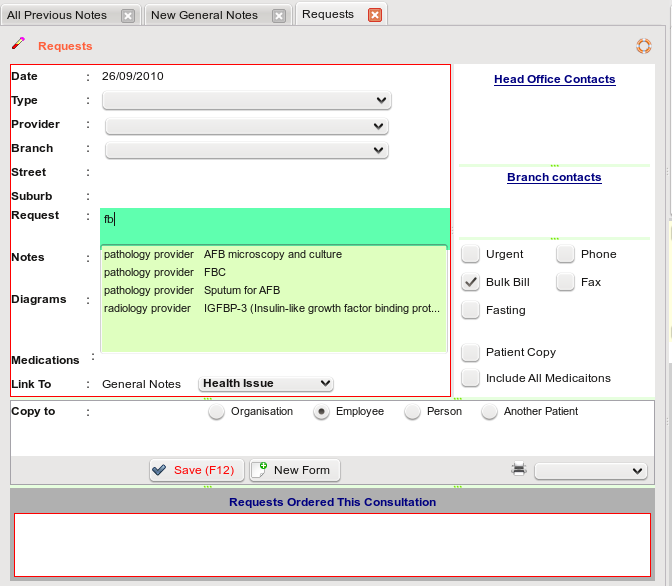 All Previous Notes
New General Notes
Requests
Requests
Date : 26/09/2010
Type :
Provider :
Branch :
Street :
Suburb :
Request : fb
pathology provider AFB microscopy and culture
Notes :
pathology provider FBC
pathology provider Sputum for AFB
Diagrams :
radiology provider IGFBP-3 (Insulin-like growth factor binding prot...
Medications :
Link To : General Notes Health Issue
Head Office Contacts
Branch contacts
Urgent Phone
Bulk Bill Fax
Fasting
Patient Copy
Include All Medicaitons
Copy to : Organisation Employee Person Another Patient
Save (F12) New Form
Requests Ordered This Consultation